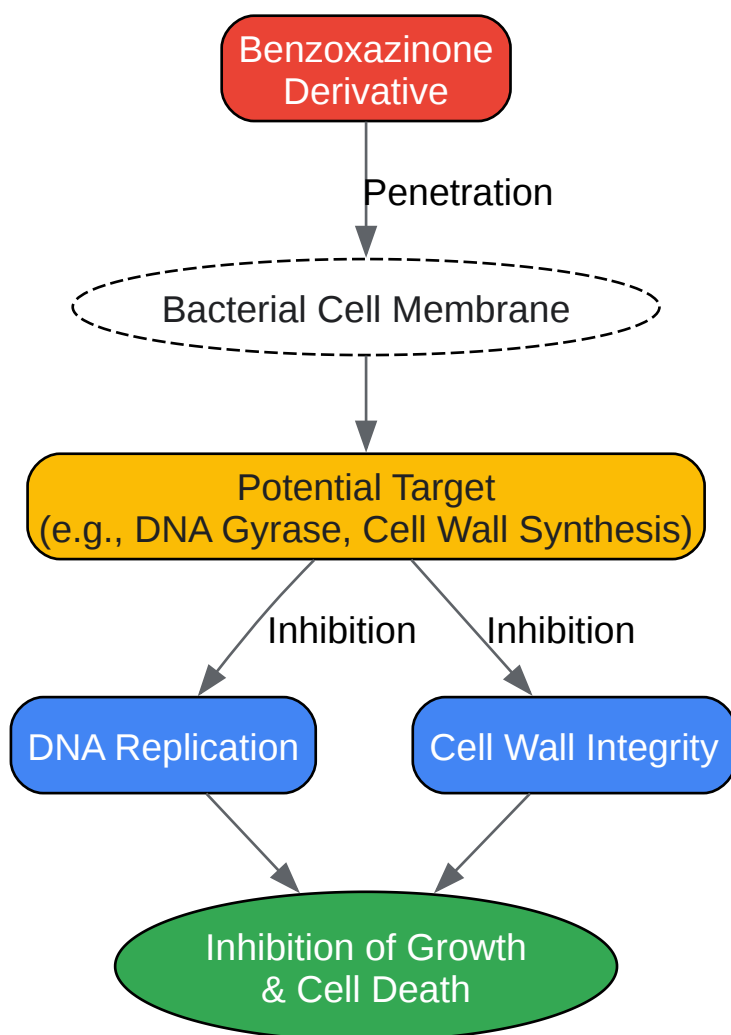 Benzoxazinone
Derivative
Penetration
Bacterial Cell Membrane
Potential Target
(e.g., DNA Gyrase, Cell Wall Synthesis)
Inhibition
Inhibition
DNA Replication
Cell Wall Integrity
Inhibition of Growth
& Cell Death